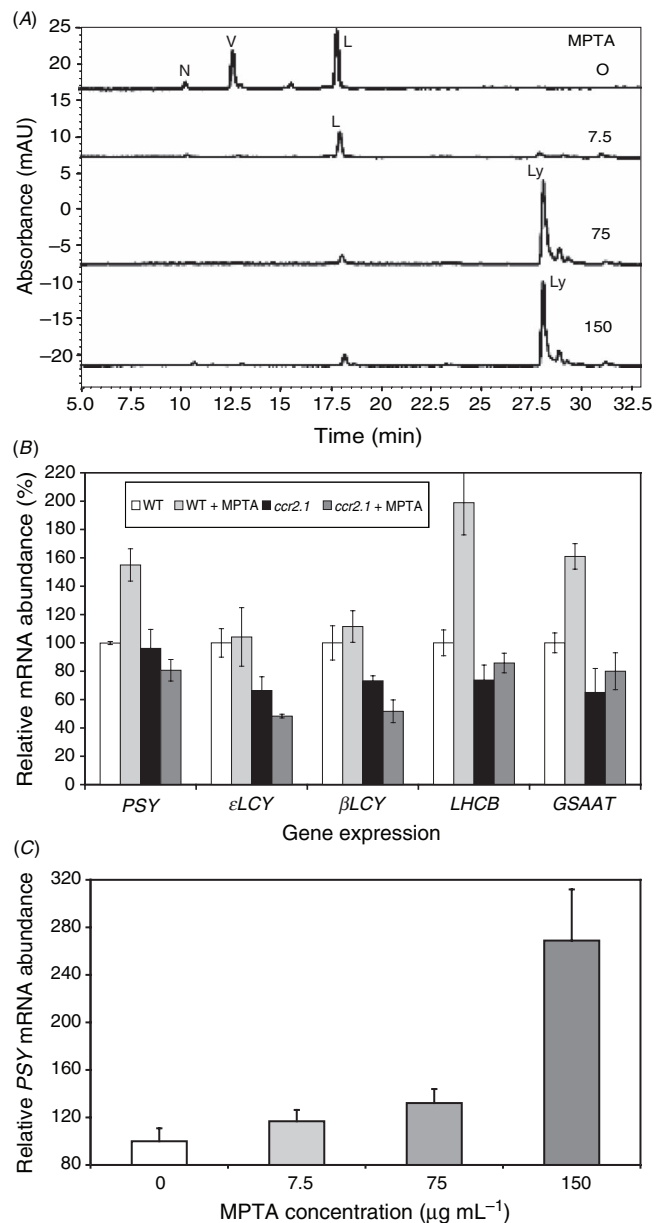 (A)
25
20
15
10
5
0
−5
−10
−15
−20
Absorbance (mAU)
N
V
L
MPTA
O
L
7.5
Ly
75
Ly
150
5.0 7.5 10 12.5 15 17.5 20 22.5 25 27.5 30 32.5
Time (min)
(B)
220
200
180
160
140
120
100
80
60
40
20
0
Relative mRNA abundance (%)
WT WT + MPTA ccr2.1 ccr2.1 + MPTA
PSY εLCY βLCY LHCB GSAAT
Gene expression
(C)
320
280
240
200
160
120
80
Relative PSY mRNA abundance
0 7.5 75 150
MPTA concentration (µg mL⁻¹)